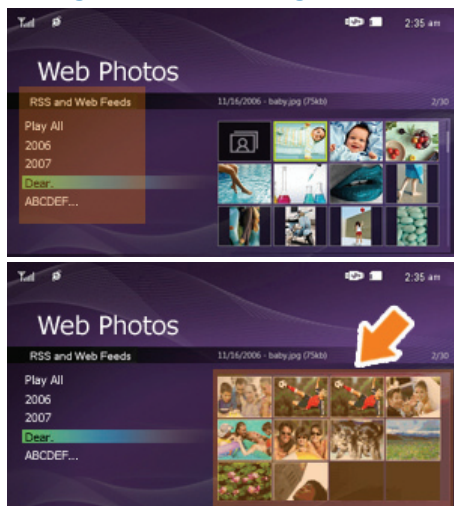 2:35 am
Web Photos
RSS and Web Feeds
11/16/2006 - baby.jpg (75kb)
2/30
Play All
2006
2007
Dear.
ABCDEF...
2:35 am
Web Photos
RSS and Web Feeds
11/16/2006 - baby.jpg (75kb)
2/30
Play All
2006
2007
Dear.
ABCDEF...